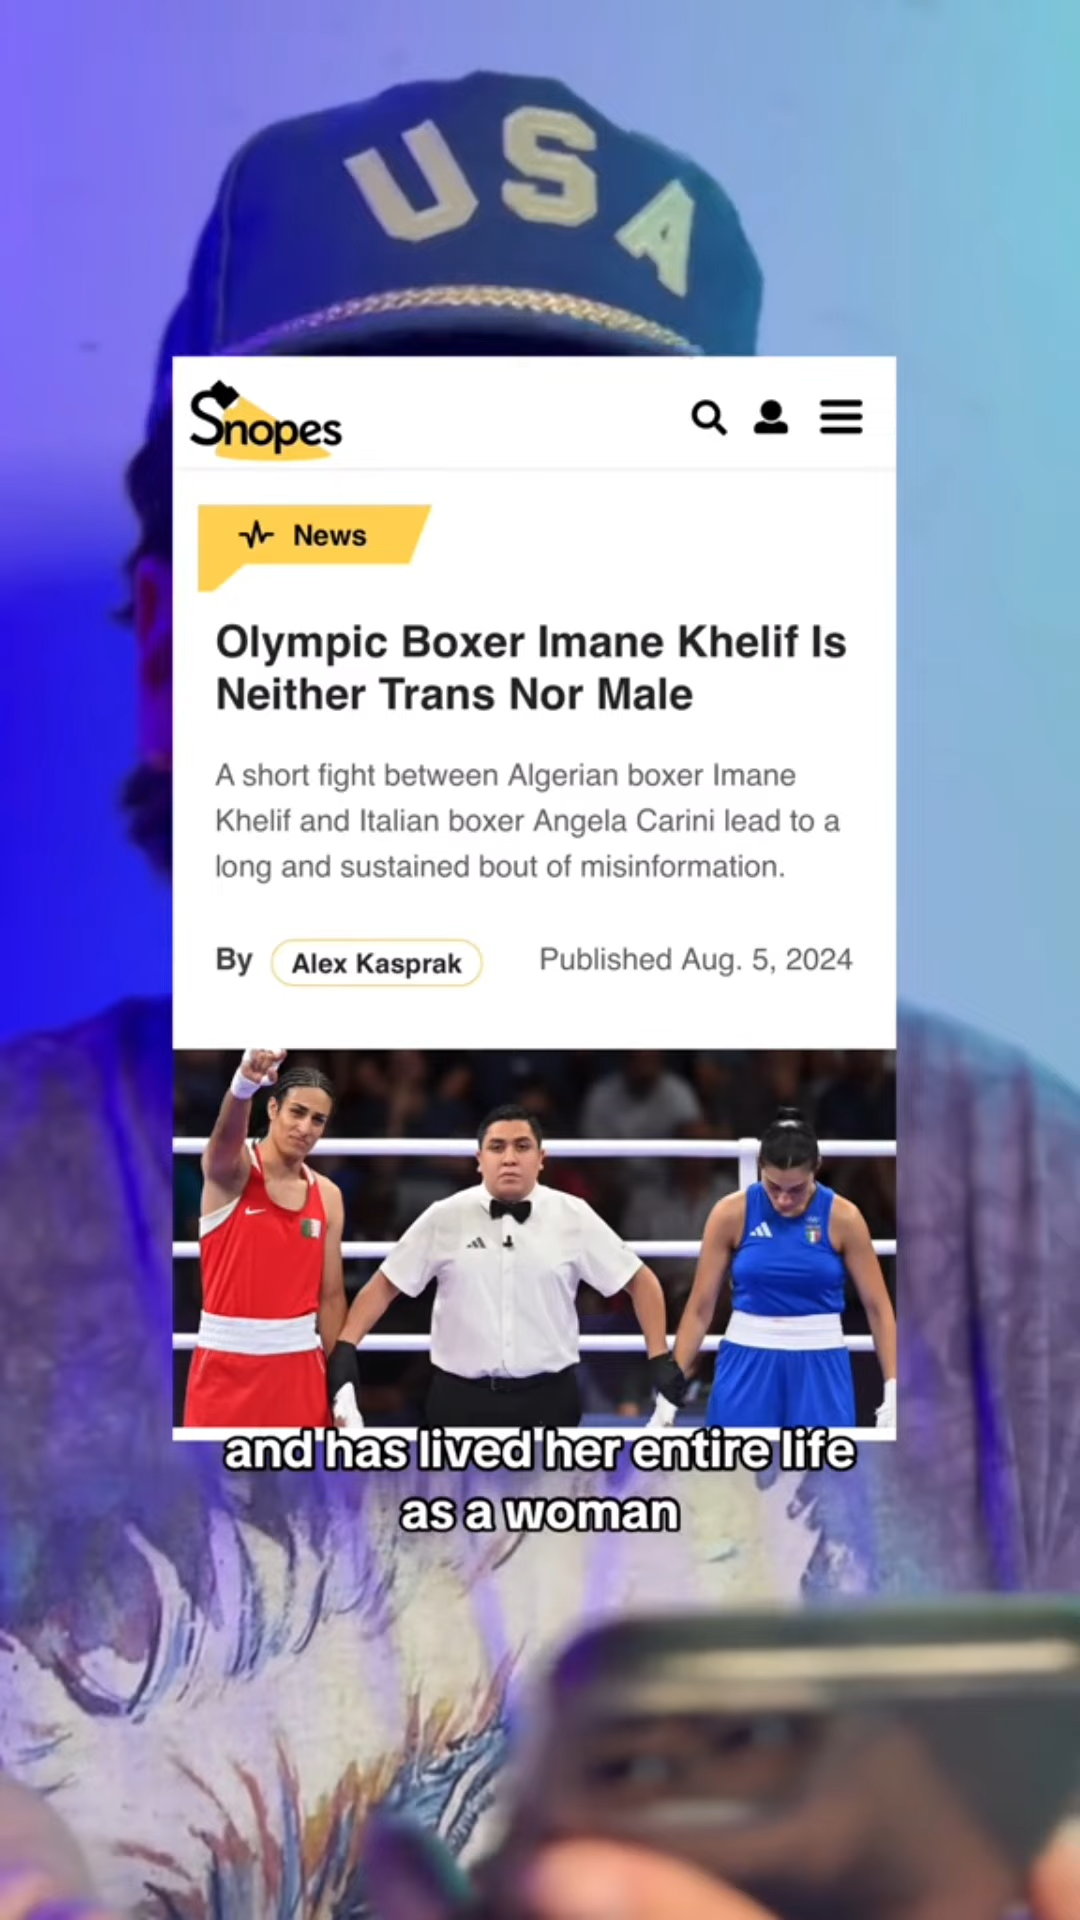 USA
Snopes
News
Olympic Boxer Imane Khelif Is
Neither Trans Nor Male
A short fight between Algerian boxer Imane
Khelif and Italian boxer Angela Carini lead to a
long and sustained bout of misinformation.
By Alex Kasprak Published Aug. 5, 2024
and has lived her entire life
as a woman